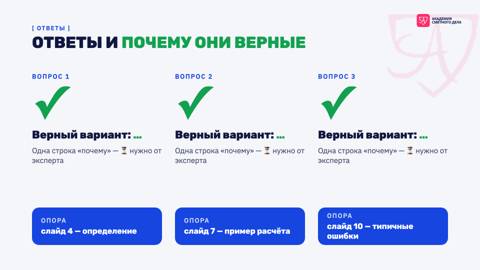 [ ОТВЕТЫ ]
АКАДЕМИЯ
СМЕТНОГО ДЕЛА
ОТВЕТЫ И ПОЧЕМУ ОНИ ВЕРНЫЕ
ВОПРОС 1
Верный вариант: ...
Одна строка «почему» — ⏳ нужно от
эксперта
ОПОРА
слайд 4 — определение
ВОПРОС 2
Верный вариант: ...
Одна строка «почему» — ⏳ нужно от
эксперта
ОПОРА
слайд 7 — пример расчёта
ВОПРОС 3
Верный вариант: ...
Одна строка «почему» — ⏳ нужно от
эксперта
ОПОРА
слайд 10 — типичные
ошибки